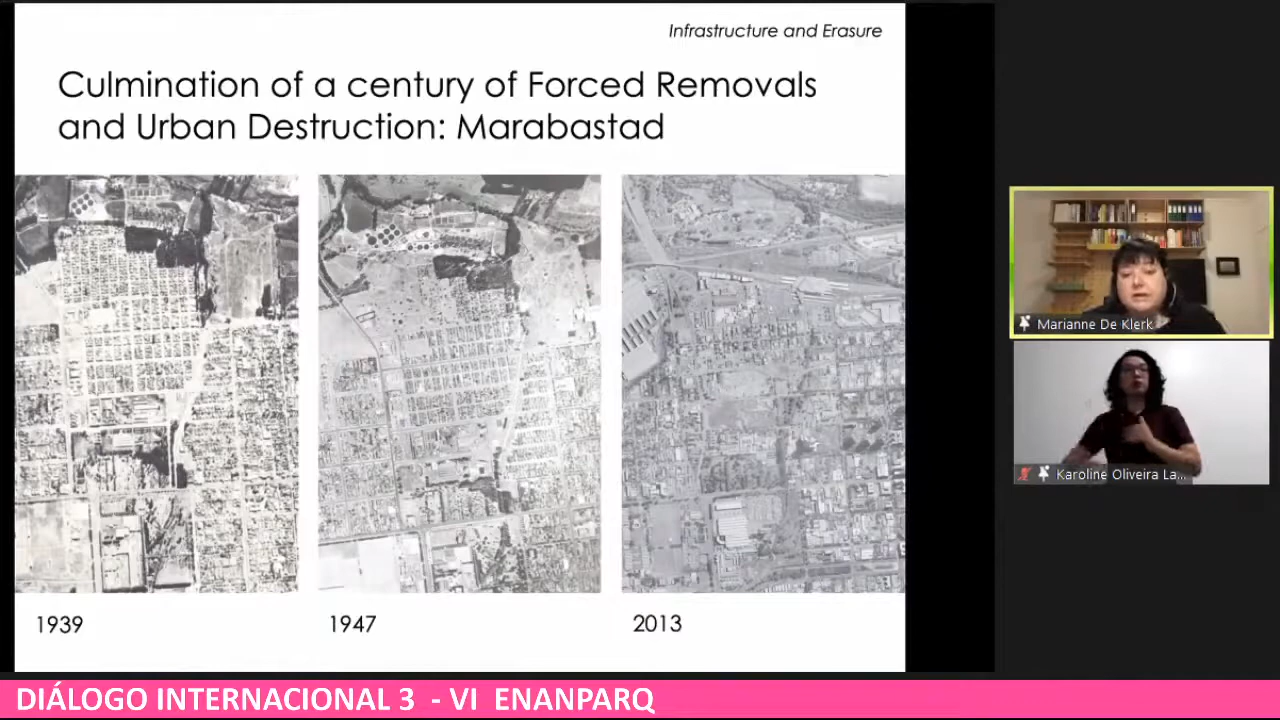 Infrastructure and Erasure
Culmination of a century of Forced Removals
and Urban Destruction: Marabastad
1939
1947
2013
Marianne De Klerk
Karoline Oliveira La...
DIÁLOGO INTERNACIONAL 3 - VI ENANPARQ